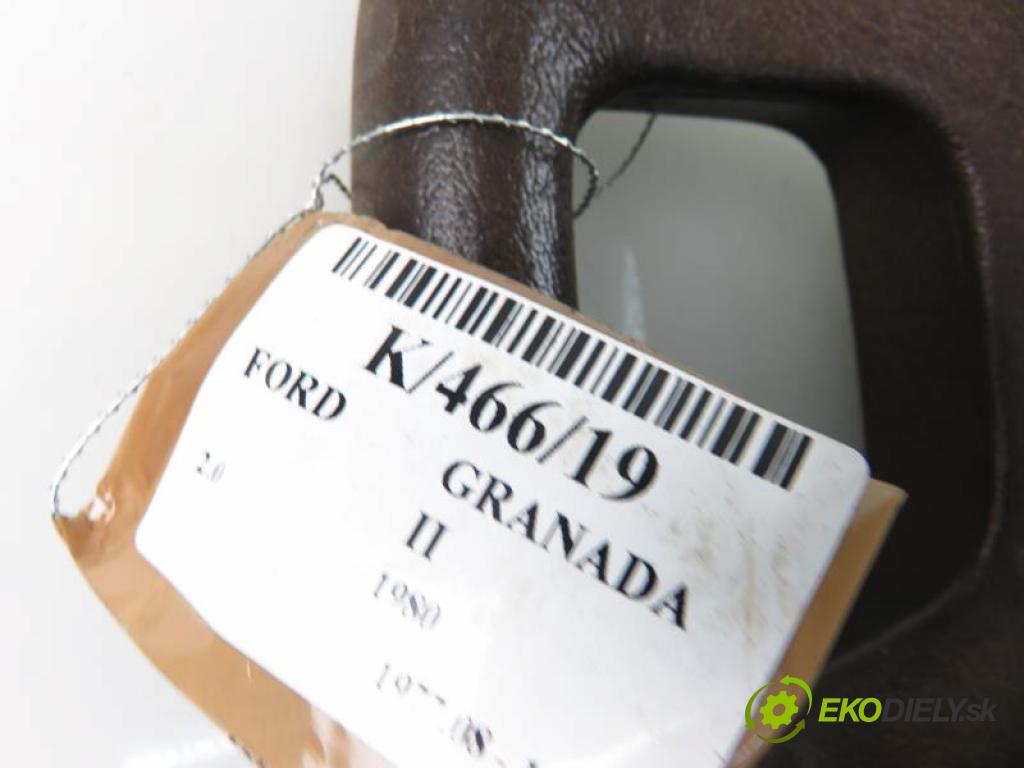 K/466/19
FORD
GRANADA
2.0
II
1980
EKODIELY.sk